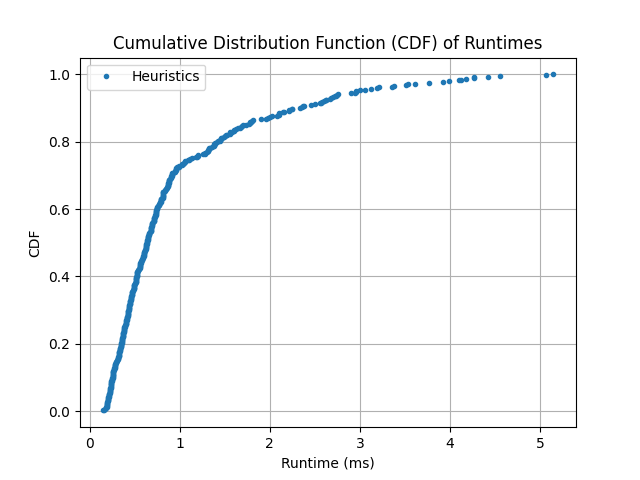 Cumulative Distribution Function (CDF) of Runtimes
Heuristics
1.0
0.8
0.6
0.4
0.2
0.0
CDF
0 1 2 3 4 5
Runtime (ms)